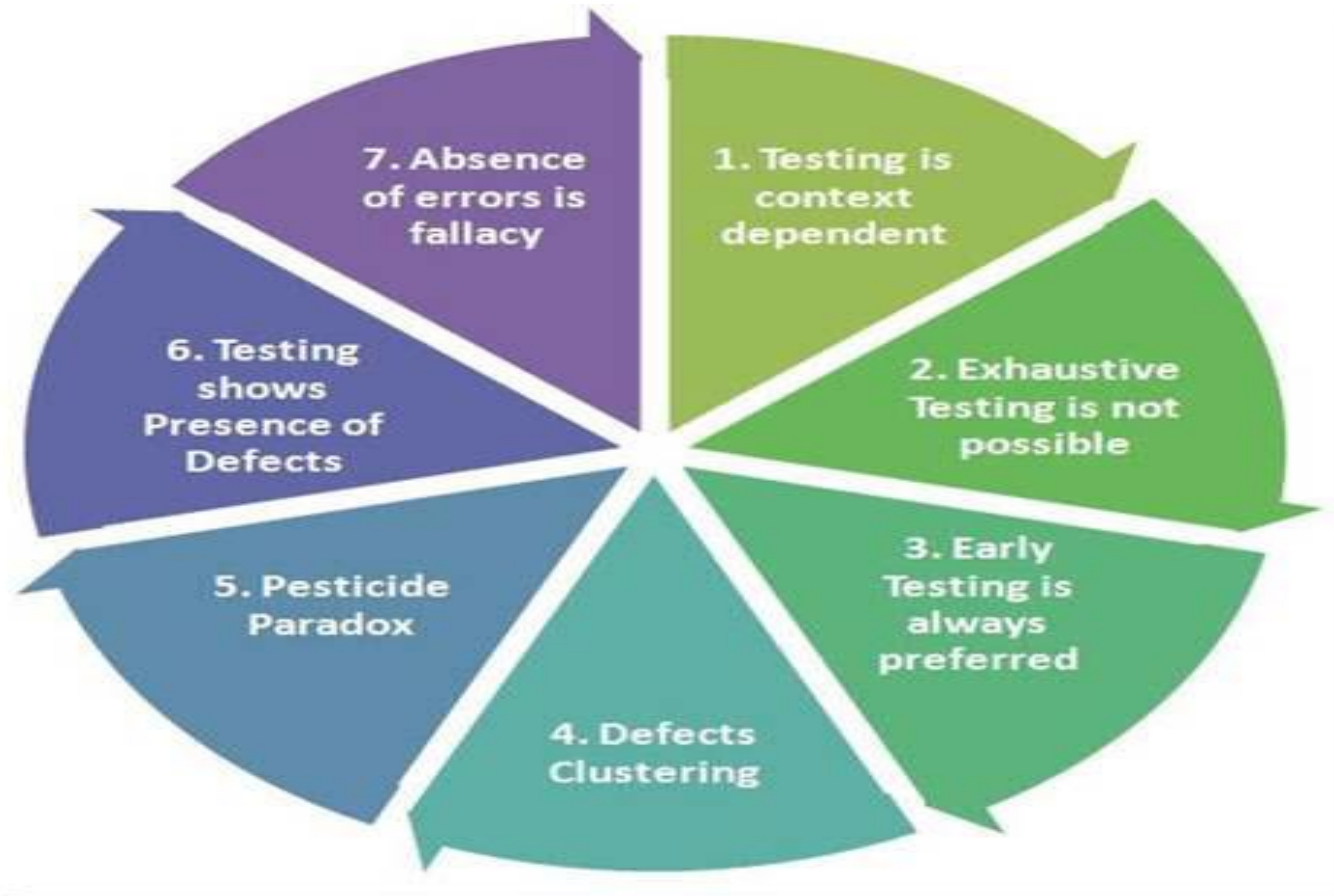 1. Testing is
context
dependent
2. Exhaustive
Testing is not
possible
3. Early
Testing is
always
preferred
4. Defects
Clustering
5. Pesticide
Paradox
6. Testing
shows
Presence of
Defects
7. Absence
of errors is
fallacy